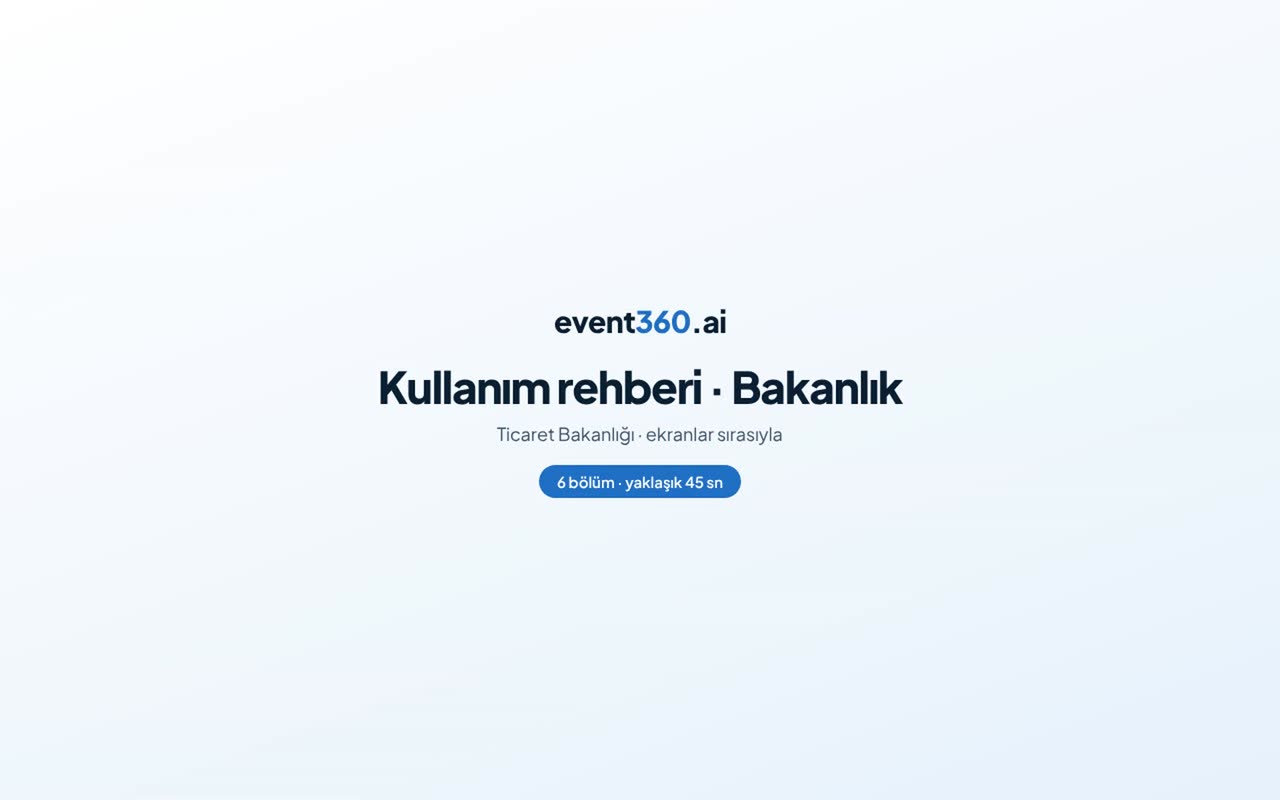 event360.ai
Kullanım rehberi · Bakanlık
Ticaret Bakanlığı · ekranlar sırasıyla
6 bölüm · yaklaşık 45 sn